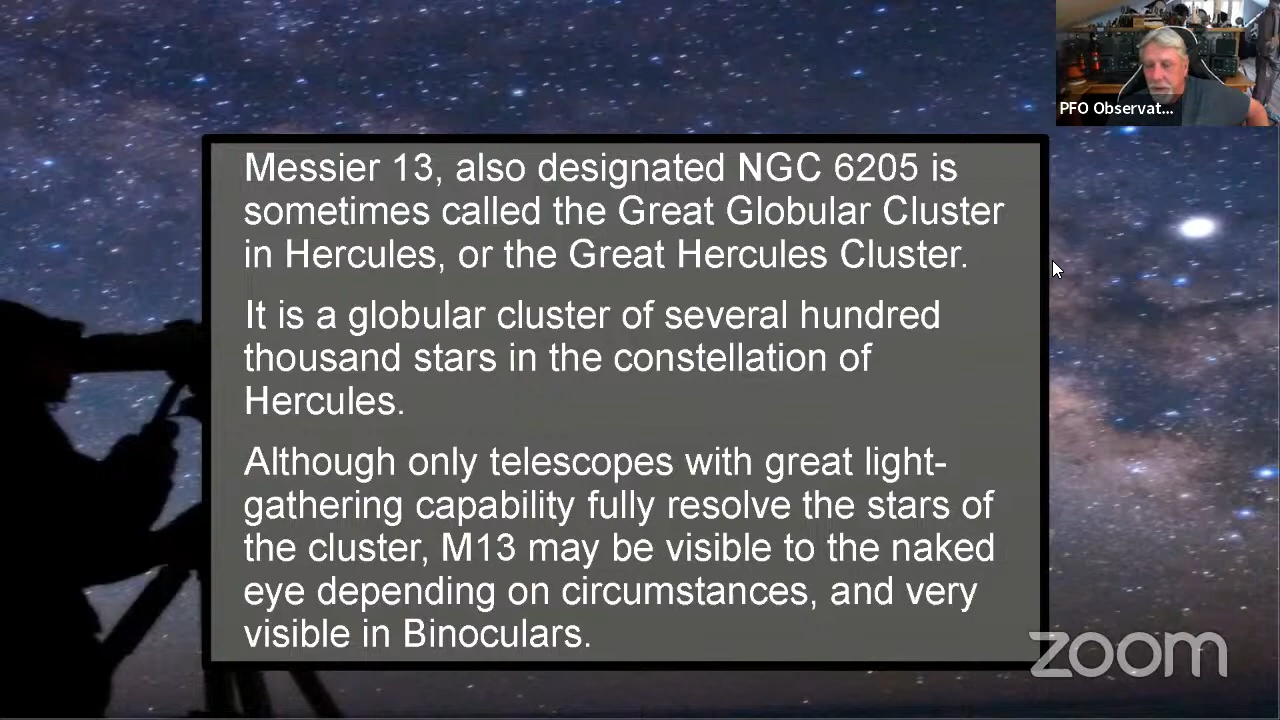 PFO Observat...
Messier 13, also designated NGC 6205 is
sometimes called the Great Globular Cluster
in Hercules, or the Great Hercules Cluster.
It is a globular cluster of several hundred
thousand stars in the constellation of
Hercules.
Although only telescopes with great light-
gathering capability fully resolve the stars of
the cluster, M13 may be visible to the naked
eye depending on circumstances, and very
visible in Binoculars.
zoom